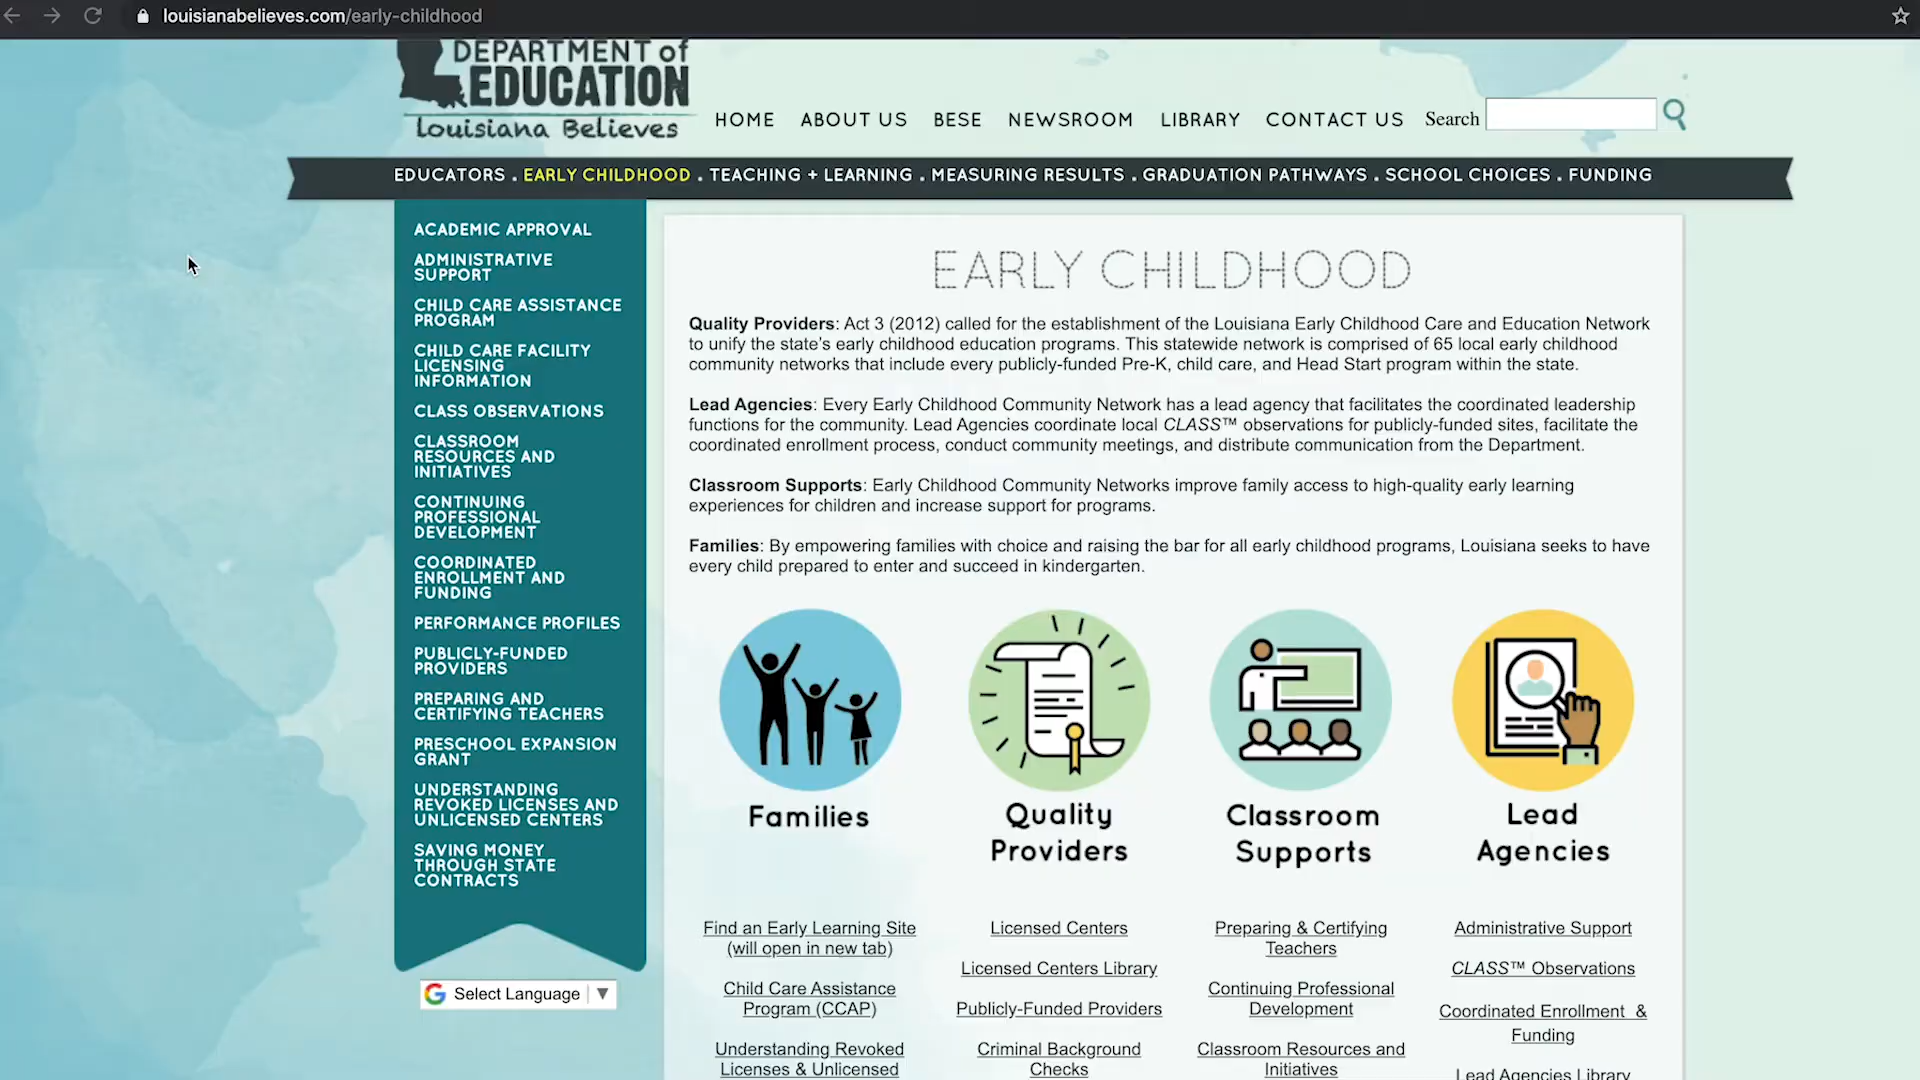 louisianabelieves.com/early-childhood
DEPARTMENT of
EDUCATION
Louisiana Believes
HOME ABOUT US BESE NEWSROOM LIBRARY CONTACT US Search
EDUCATORS . EARLY CHILDHOOD . TEACHING + LEARNING . MEASURING RESULTS . GRADUATION PATHWAYS . SCHOOL CHOICES . FUNDING
ACADEMIC APPROVAL
ADMINISTRATIVE
SUPPORT
CHILD CARE ASSISTANCE
PROGRAM
CHILD CARE FACILITY
LICENSING
INFORMATION
CLASS OBSERVATIONS
CLASSROOM
RESOURCES AND
INITIATIVES
CONTINUING
PROFESSIONAL
DEVELOPMENT
COORDINATED
ENROLLMENT AND
FUNDING
PERFORMANCE PROFILES
PUBLICLY-FUNDED
PROVIDERS
PREPARING AND
CERTIFYING TEACHERS
PRESCHOOL EXPANSION
GRANT
UNDERSTANDING
REVOKED LICENSES AND
UNLICENSED CENTERS
SAVING MONEY
THROUGH STATE
CONTRACTS
Select Language ▼
EARLY CHILDHOOD
Quality Providers: Act 3 (2012) called for the establishment of the Louisiana Early Childhood Care and Education Network
to unify the state's early childhood education programs. This statewide network is comprised of 65 local early childhood
community networks that include every publicly-funded Pre-K, child care, and Head Start program within the state.
Lead Agencies: Every Early Childhood Community Network has a lead agency that facilitates the coordinated leadership
functions for the community. Lead Agencies coordinate local CLASS™ observations for publicly-funded sites, facilitate the
coordinated enrollment process, conduct community meetings, and distribute communication from the Department.
Classroom Supports: Early Childhood Community Networks improve family access to high-quality early learning
experiences for children and increase support for programs.
Families: By empowering families with choice and raising the bar for all early childhood programs, Louisiana seeks to have
every child prepared to enter and succeed in kindergarten.
Families
Find an Early Learning Site
(will open in new tab)
Child Care Assistance
Program (CCAP)
Understanding Revoked
Licenses & Unlicensed
Quality
Providers
Licensed Centers
Licensed Centers Library
Publicly-Funded Providers
Criminal Background
Checks
Classroom
Supports
Preparing & Certifying
Teachers
Continuing Professional
Development
Classroom Resources and
Initiatives
Lead
Agencies
Administrative Support
CLASS™ Observations
Coordinated Enrollment &
Funding
Lead Agencies Library